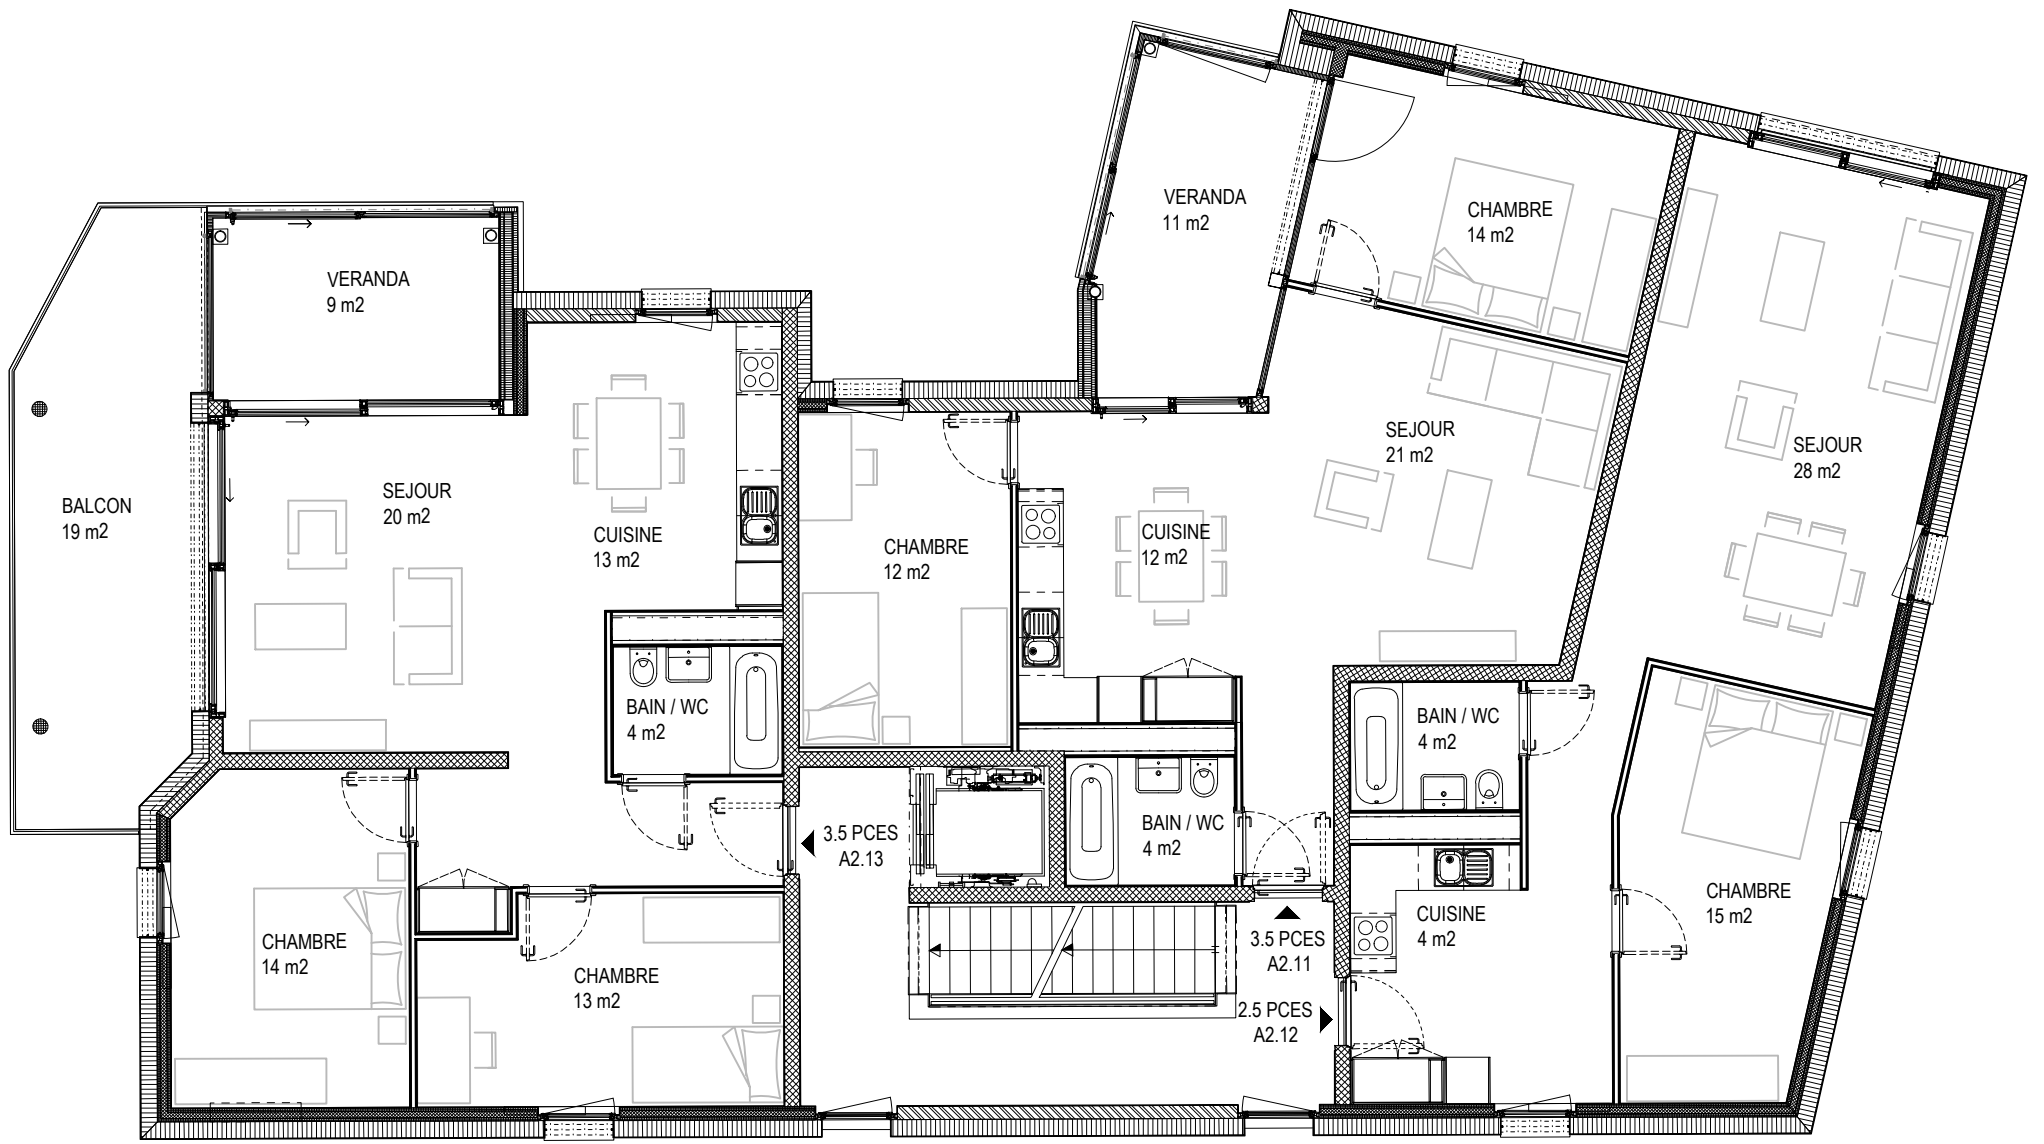 VERANDA
11 m2
CHAMBRE
14 m2
VERANDA
9 m2
SEJOUR
21 m2
SEJOUR
28 m2
BALCON
19 m2
SEJOUR
20 m2
CUISINE
13 m2
CHAMBRE
12 m2
CUISINE
12 m2
BAIN / WC
4 m2
BAIN / WC
4 m2
3.5 PCES
A2.13
BAIN / WC
4 m2
CHAMBRE
15 m2
CUISINE
4 m2
CHAMBRE
14 m2
CHAMBRE
13 m2
3.5 PCES
A2.11
2.5 PCES
A2.12